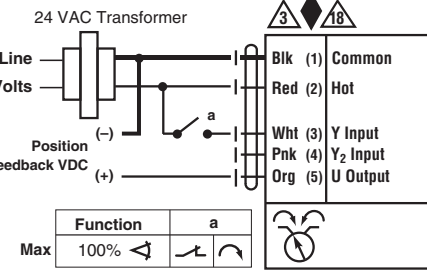 24 VAC Transformer
3 18
Line
Volts
Blk (1) Common
Red (2) Hot
a
Wht (3) Y Input
Pnk (4) Y2 Input
Org (5) U Output
(–)
Position
eedback VDC
(+)
Function a
Max 100%